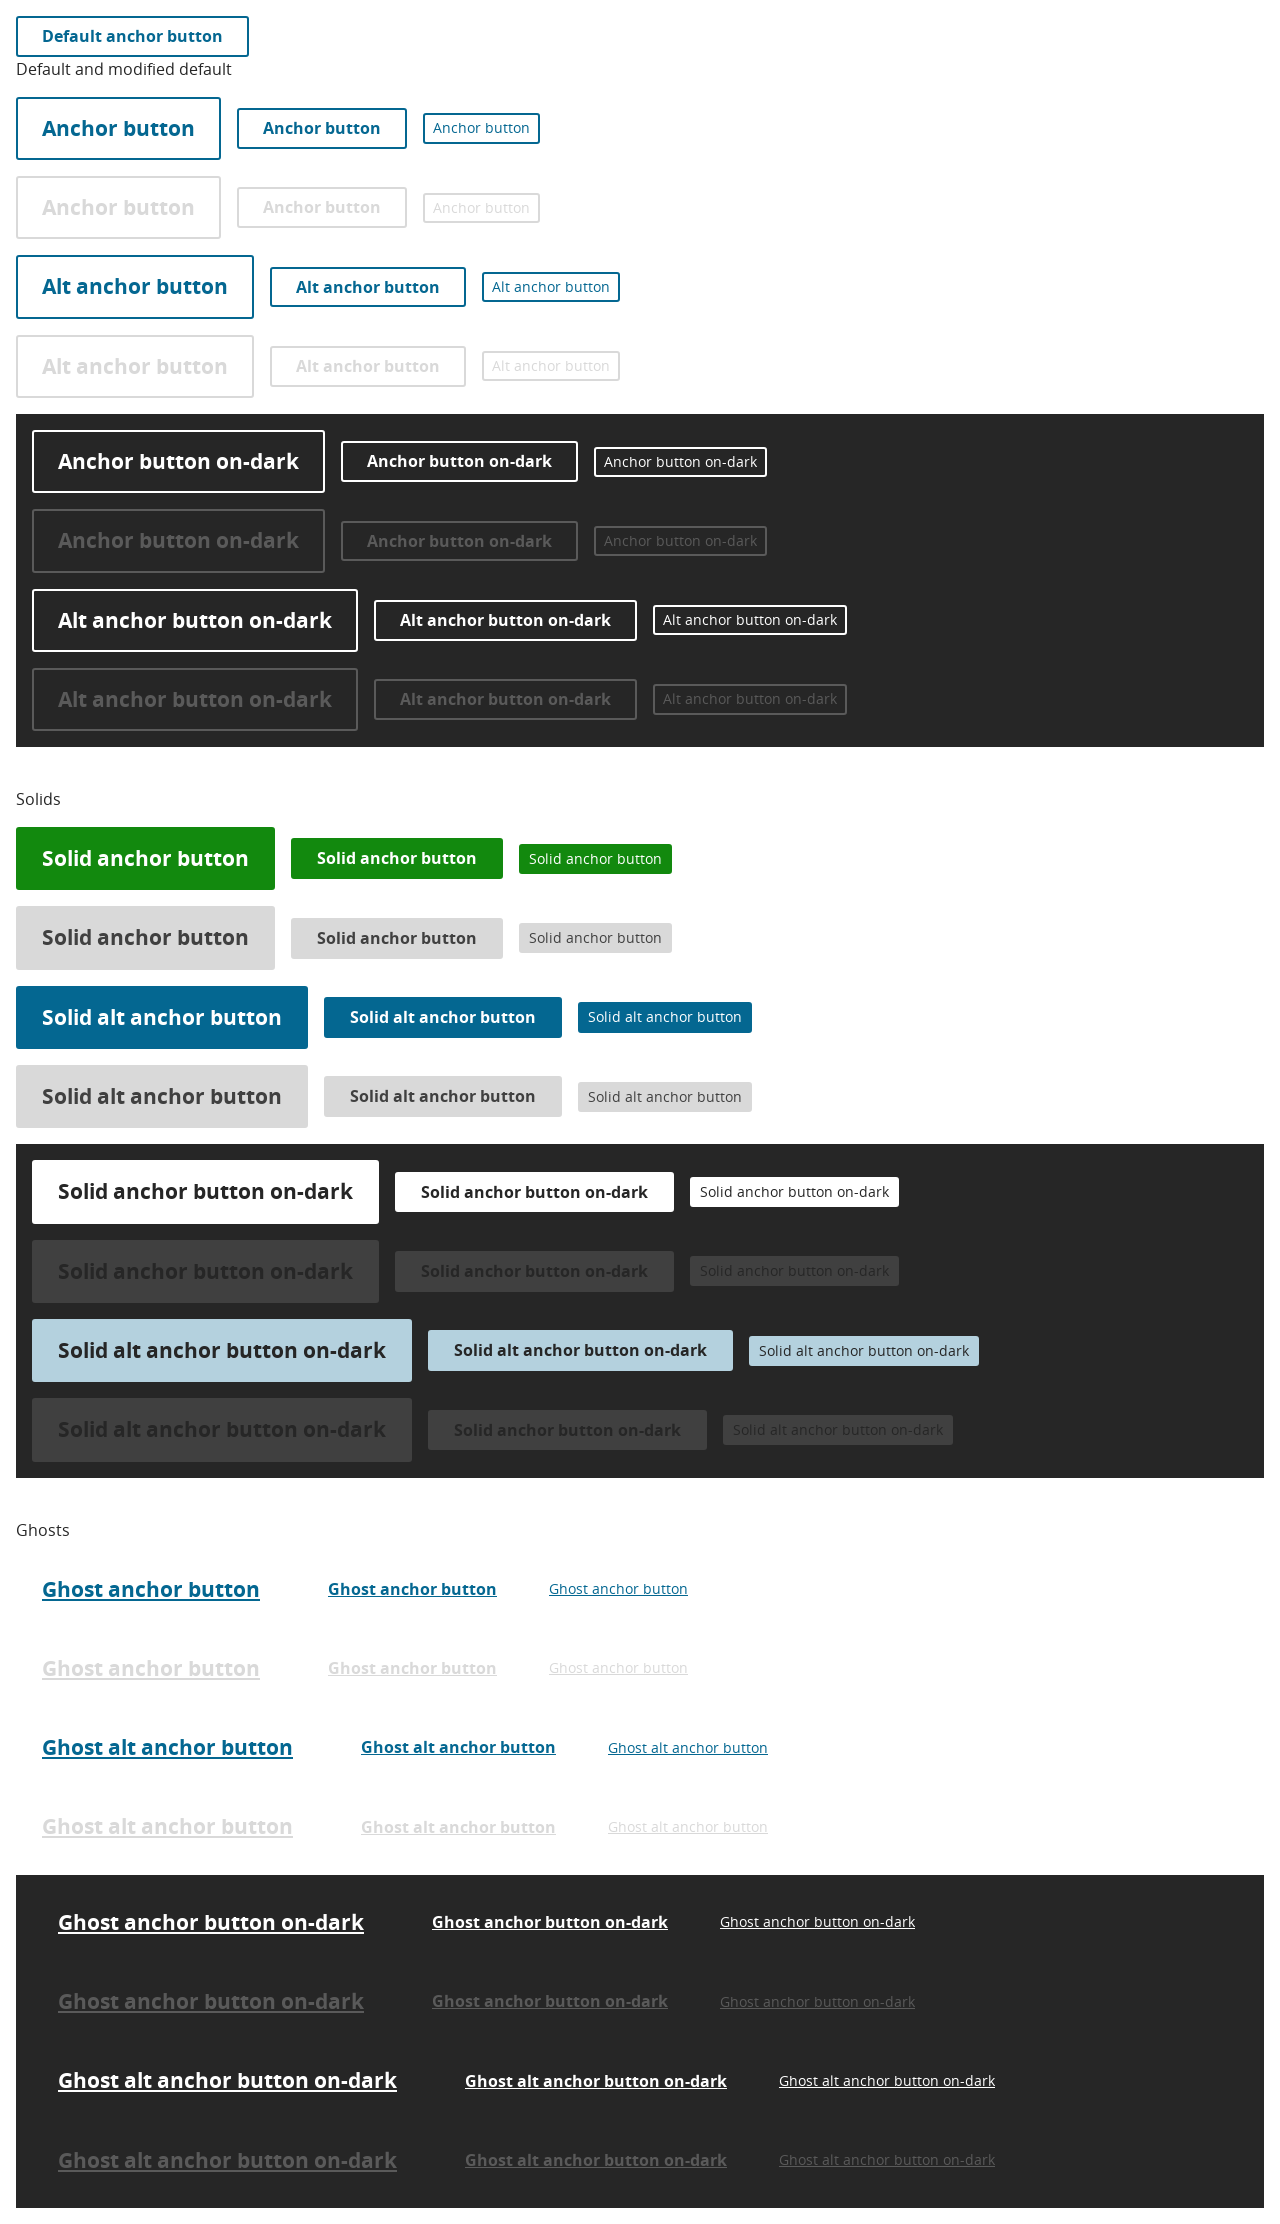 Default anchor button
Default and modified default
Anchor button Anchor button Anchor button
Anchor button Anchor button Anchor button
Alt anchor button Alt anchor button Alt anchor button
Alt anchor button Alt anchor button Alt anchor button
Anchor button on-dark Anchor button on-dark Anchor button on-dark
Anchor button on-dark Anchor button on-dark Anchor button on-dark
Alt anchor button on-dark Alt anchor button on-dark Alt anchor button on-dark
Alt anchor button on-dark Alt anchor button on-dark Alt anchor button on-dark
Solids
Solid anchor button Solid anchor button Solid anchor button
Solid anchor button Solid anchor button Solid anchor button
Solid alt anchor button Solid alt anchor button Solid alt anchor button
Solid alt anchor button Solid alt anchor button Solid alt anchor button
Solid anchor button on-dark Solid anchor button on-dark Solid anchor button on-dark
Solid anchor button on-dark Solid anchor button on-dark Solid anchor button on-dark
Solid alt anchor button on-dark Solid alt anchor button on-dark Solid alt anchor button on-dark
Solid alt anchor button on-dark Solid anchor button on-dark Solid alt anchor button on-dark
Ghosts
Ghost anchor button Ghost anchor button Ghost anchor button
Ghost anchor button Ghost anchor button Ghost anchor button
Ghost alt anchor button Ghost alt anchor button Ghost alt anchor button
Ghost alt anchor button Ghost alt anchor button Ghost alt anchor button
Ghost anchor button on-dark Ghost anchor button on-dark Ghost anchor button on-dark
Ghost anchor button on-dark Ghost anchor button on-dark Ghost anchor button on-dark
Ghost alt anchor button on-dark Ghost alt anchor button on-dark Ghost alt anchor button on-dark
Ghost alt anchor button on-dark Ghost alt anchor button on-dark Ghost alt anchor button on-dark